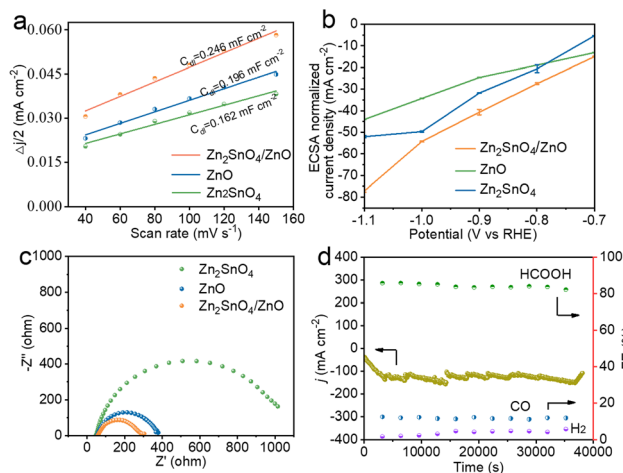 a
Δj/2 (mA cm⁻²)
0.060
0.045
0.030
0.015
0.000
C_dl=0.246 mF cm⁻²
C_dl=0.196 mF cm⁻²
C_dl=0.162 mF cm⁻²
Zn₂SnO₄/ZnO
ZnO
Zn2SnO₄
40 60 80 100 120 140 160
Scan rate (mV s⁻¹)
b
ECSA normalized
current density (mA cm⁻²)
0
-10
-20
-30
-40
-50
-60
-70
-80
Zn₂SnO₄/ZnO
ZnO
Zn₂SnO₄
-1.1 -1.0 -0.9 -0.8 -0.7
Potential (V vs RHE)
c
-Z'' (ohm)
1000
800
600
400
200
0
Zn₂SnO₄
ZnO
Zn₂SnO₄/ZnO
0 200 400 600 800 1000
Z' (ohm)
d
j (mA cm⁻²)
400
300
200
100
0
-100
-200
-300
-400
HCOOH
CO
H₂
100
80
60
40
20
0
0 10000 20000 30000 40000
Time (s)